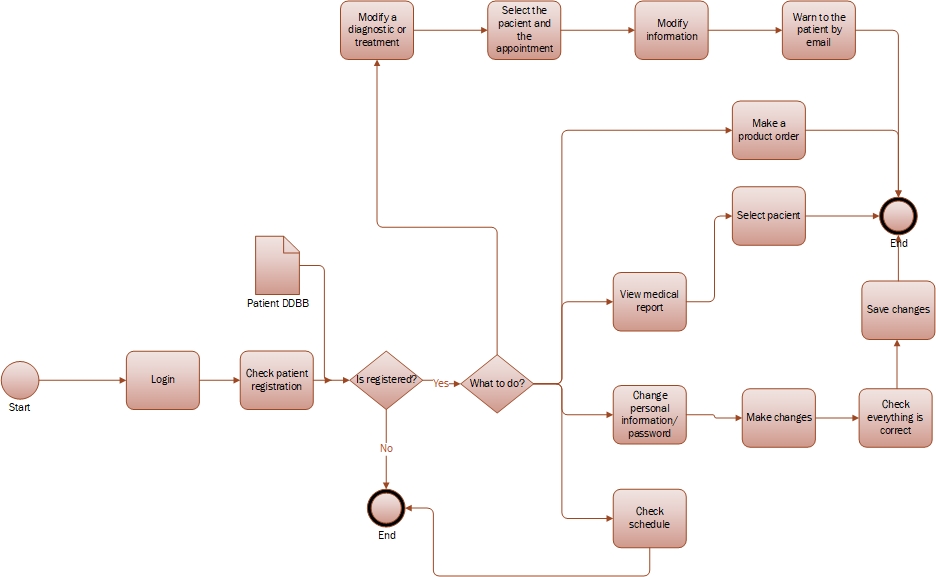 Modify a
diagnostic or
treatment
Select the
pacient and
the
appointment
Modify
information
Warn to the
patient by
email
Make a
product order
Select pacient
End
Patient DDBB
View medical
report
Save changes
Start
Login
Check patient
registration
Is registered?
Yes
What to do?
Change
personal
information/
password
Make changes
Check
everything is
correct
No
End
Check
schedule